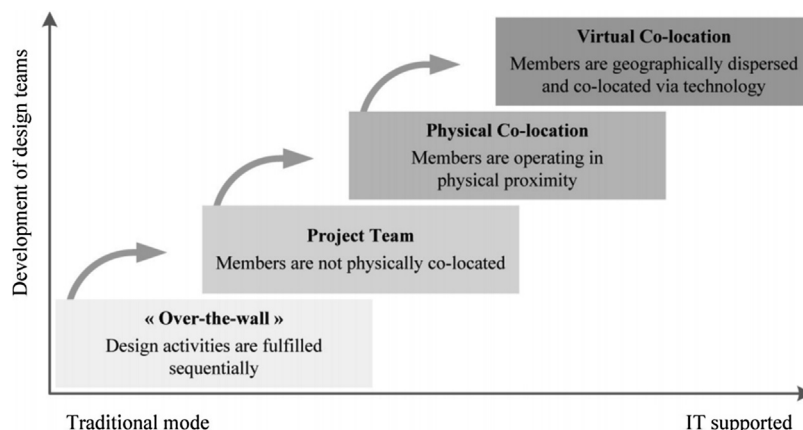 Development of design teams
Virtual Co-location
Members are geographically dispersed
and co-located via technology
Physical Co-location
Members are operating in
physical proximity
Project Team
Members are not physically co-located
« Over-the-wall »
Design activities are fulfilled
sequentially
Traditional mode
IT supported